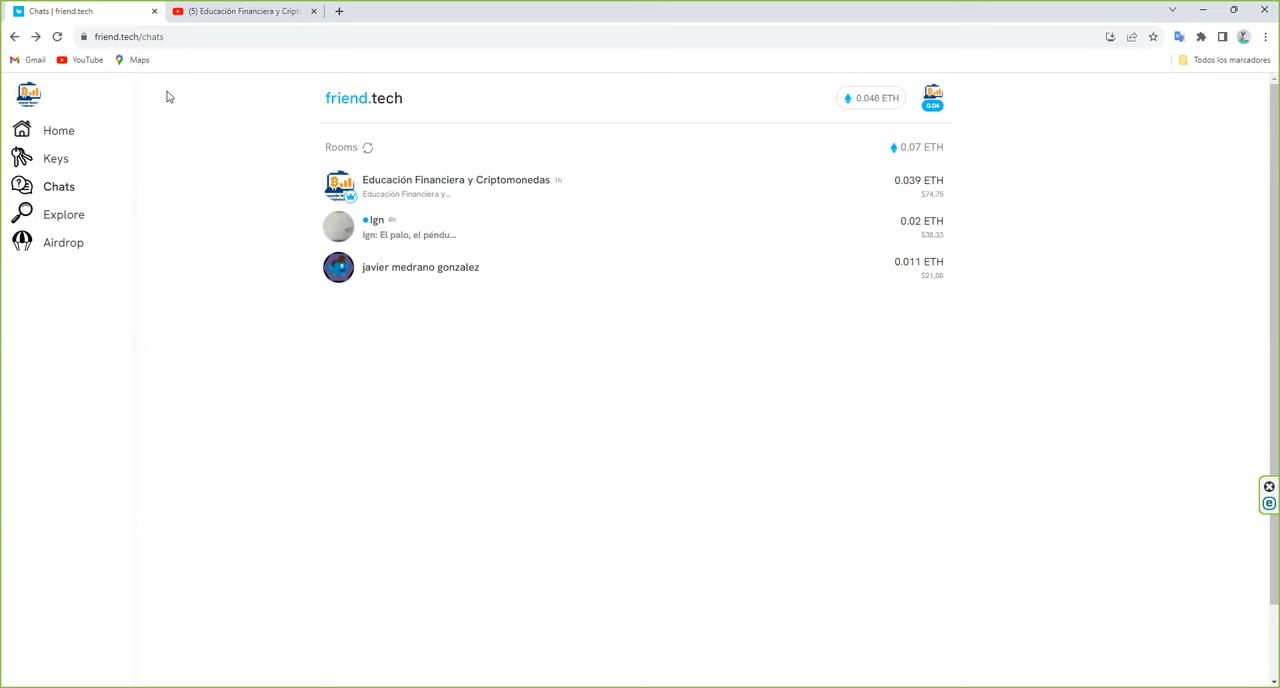 Chats | friend.tech
(5) Educación Financiera y Cripto
friend.tech/chats
Gmail
YouTube
Maps
Todos los marcadores
friend.tech
0.048 ETH
0.04
Home
Keys
Chats
Explore
Airdrop
Rooms
0.07 ETH
Educación Financiera y Criptomonedas 1h
0.039 ETH
Educación Financiera y...
$74,75
Ign 4h
0.02 ETH
Ign: El palo, el péndu...
$38,33
javier medrano gonzalez
0.011 ETH
$21,08